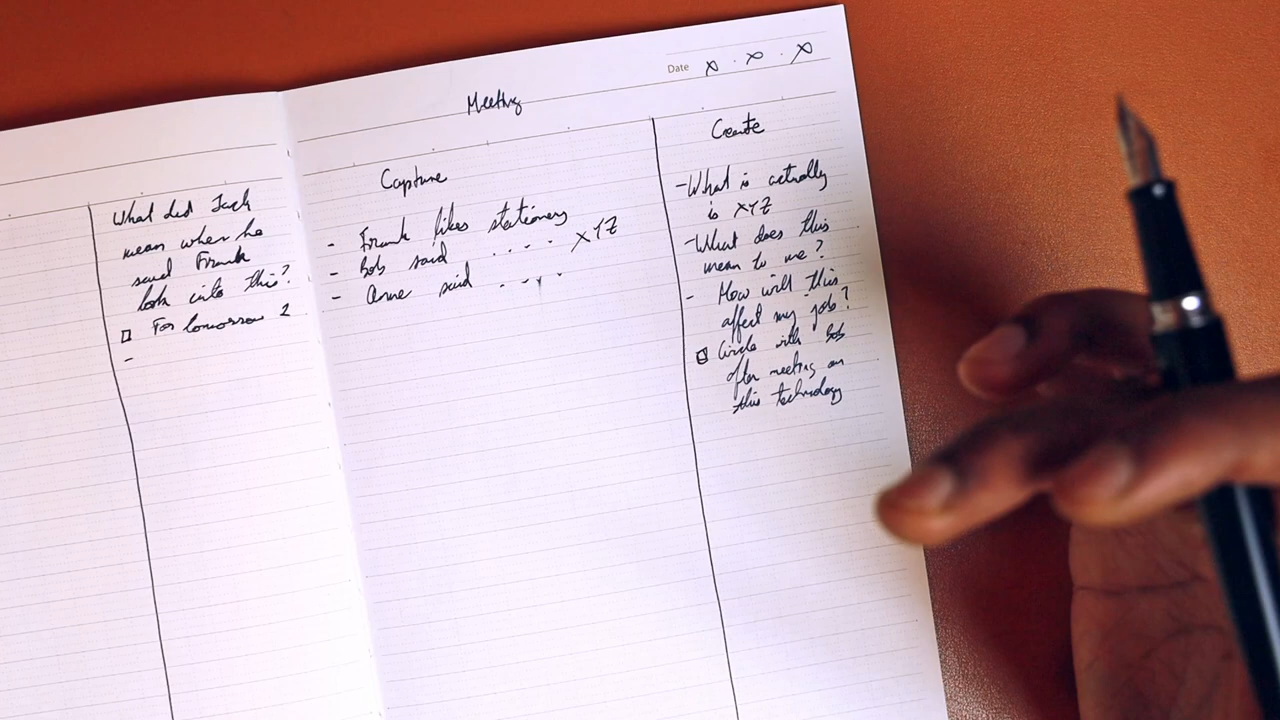 What did Jack
mean when he
said Frank
look into this?
For tomorrow
-
Date x . x . x
Meeting
Capture
- Frank likes stationery
- Bob said .... XYZ
- Anne said ....
Create
- What is actually
is XYZ
- What does this
mean to me?
- How will this
affect my job?
Circle with Bob
after meeting on
this technology